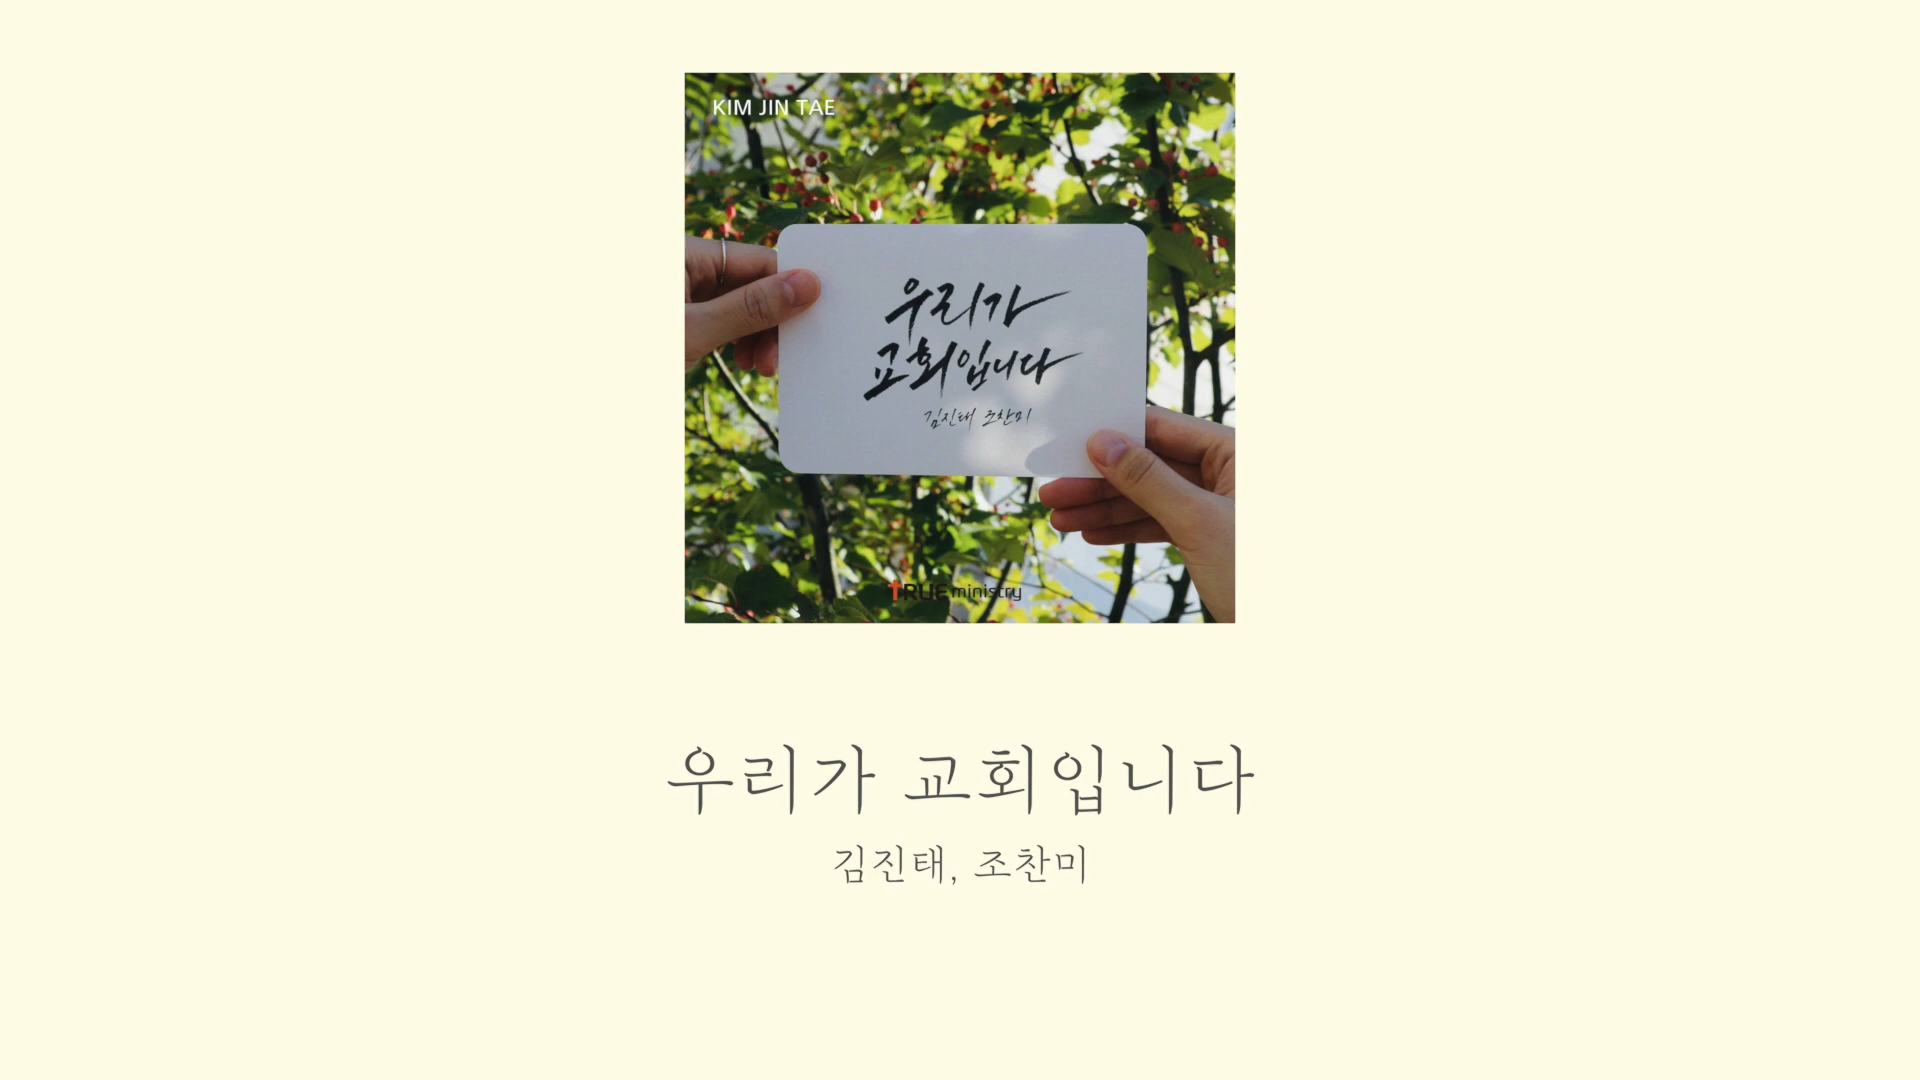 KIM JIN TAE
우리가
교회입니다
김진태 조찬미
TRUE ministry
우리가 교회입니다
김진태, 조찬미